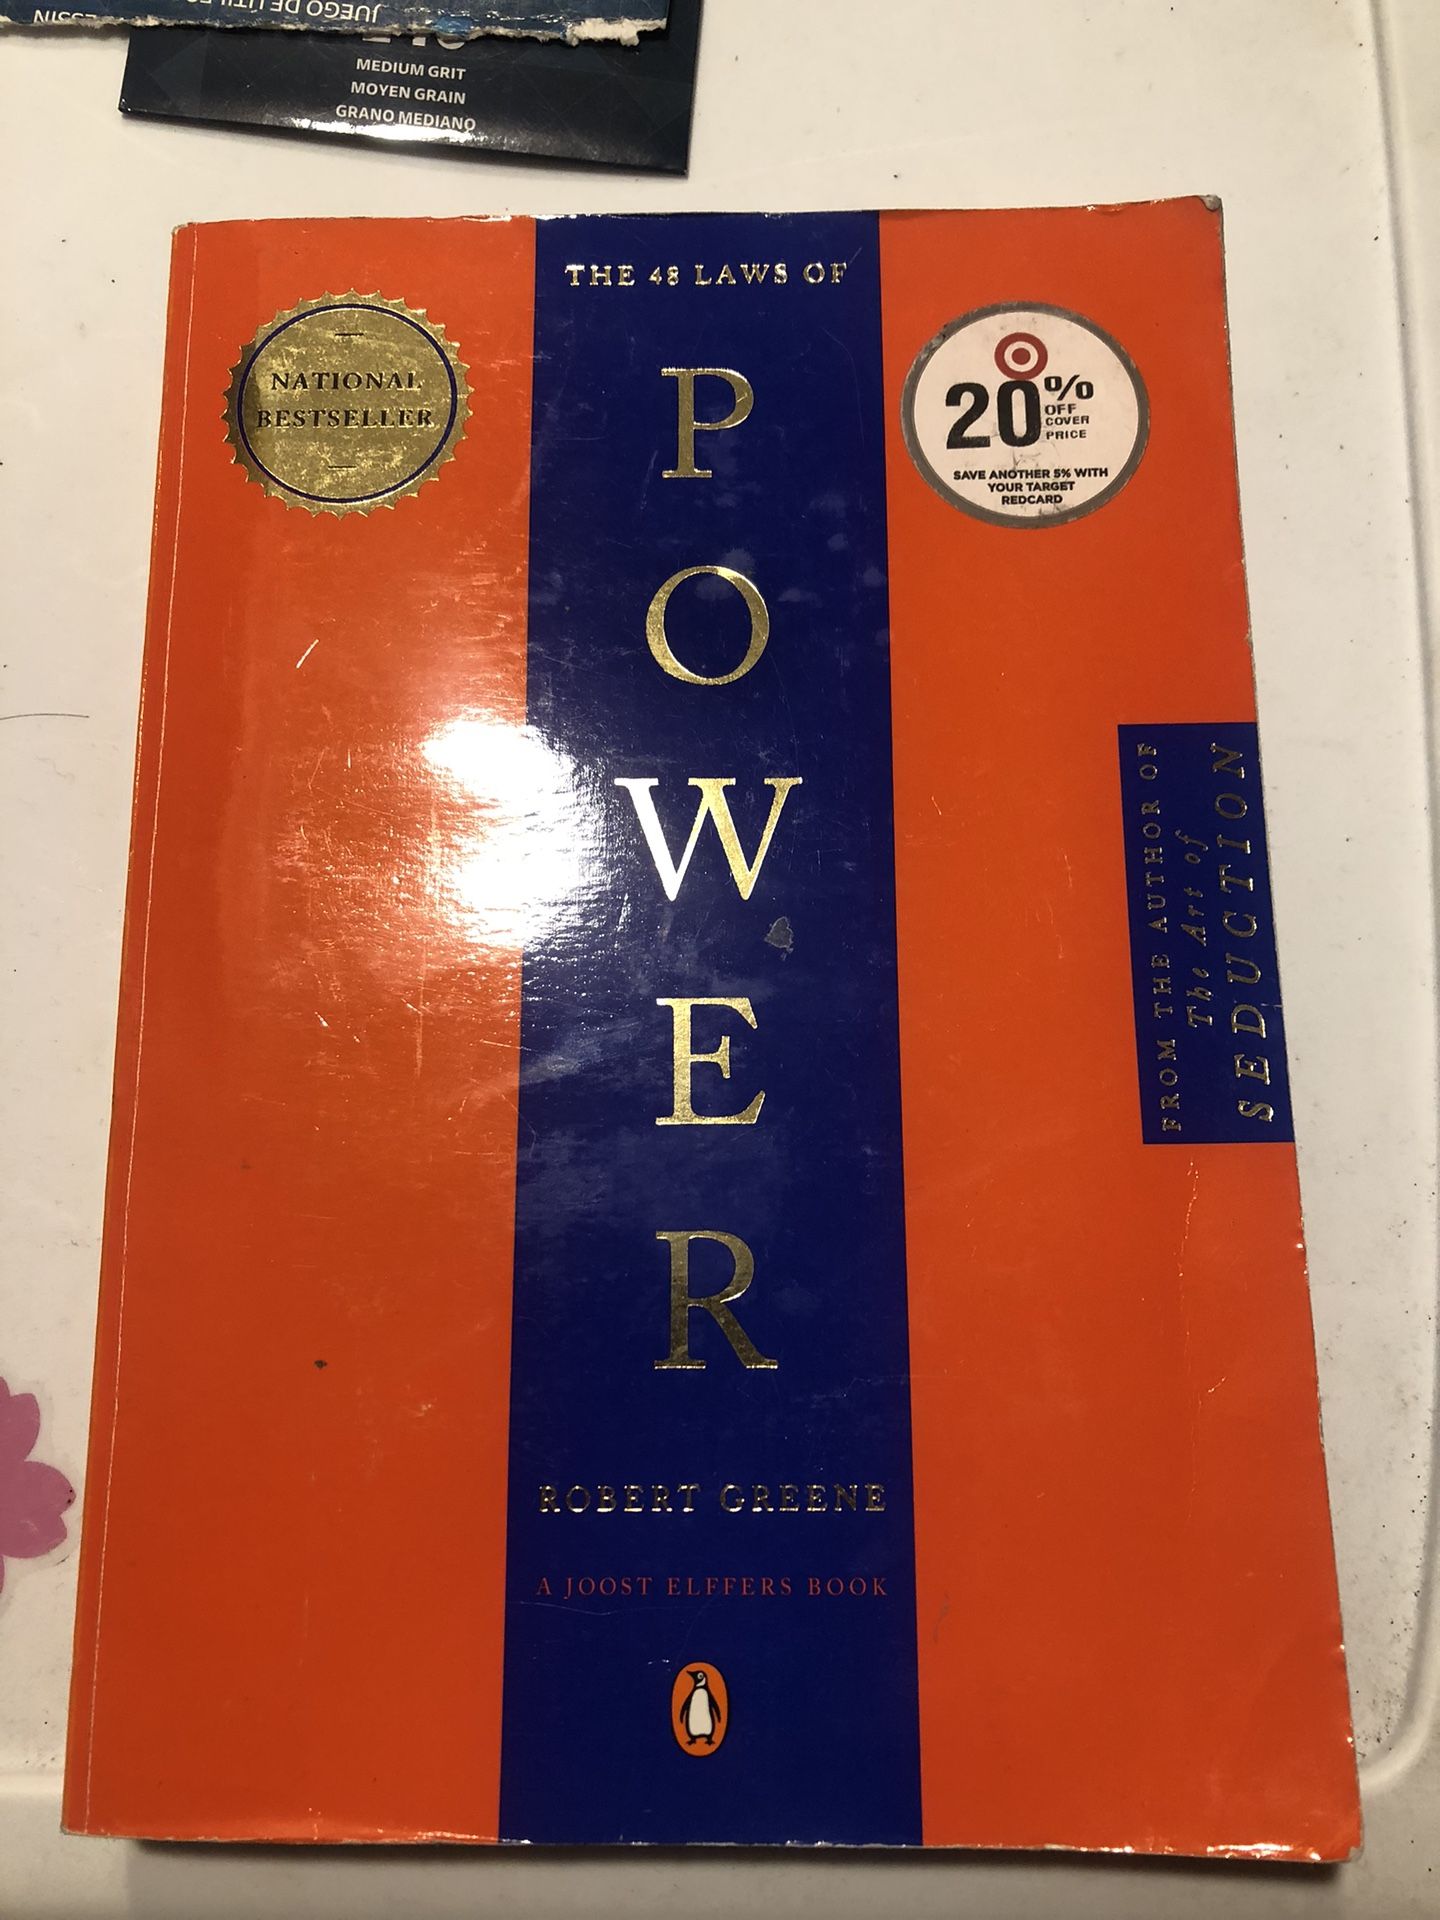 JUEGO DE ÚTIL
MEDIUM GRIT
MOYEN GRAIN
GRANO MEDIANO
THE 48 LAWS OF
POWER
NATIONAL
BESTSELLER
20%
OFF
COVER
PRICE
SAVE ANOTHER 5% WITH
YOUR TARGET
REDCARD
FROM THE AUTHOR OF
The Art of
SEDUCTION
ROBERT GREENE
A JOOST ELFFERS BOOK